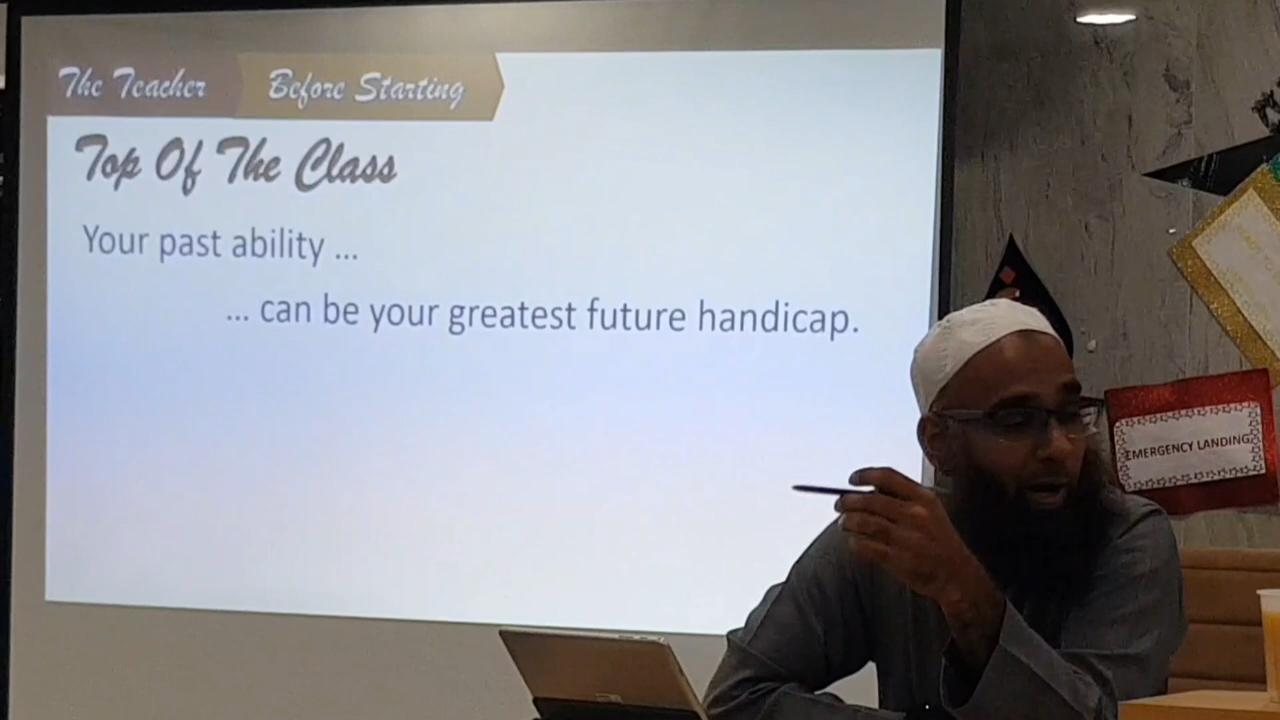 The Teacher
Before Starting
Top Of The Class
Your past ability ...
... can be your greatest future handicap.
EMERGENCY LANDING